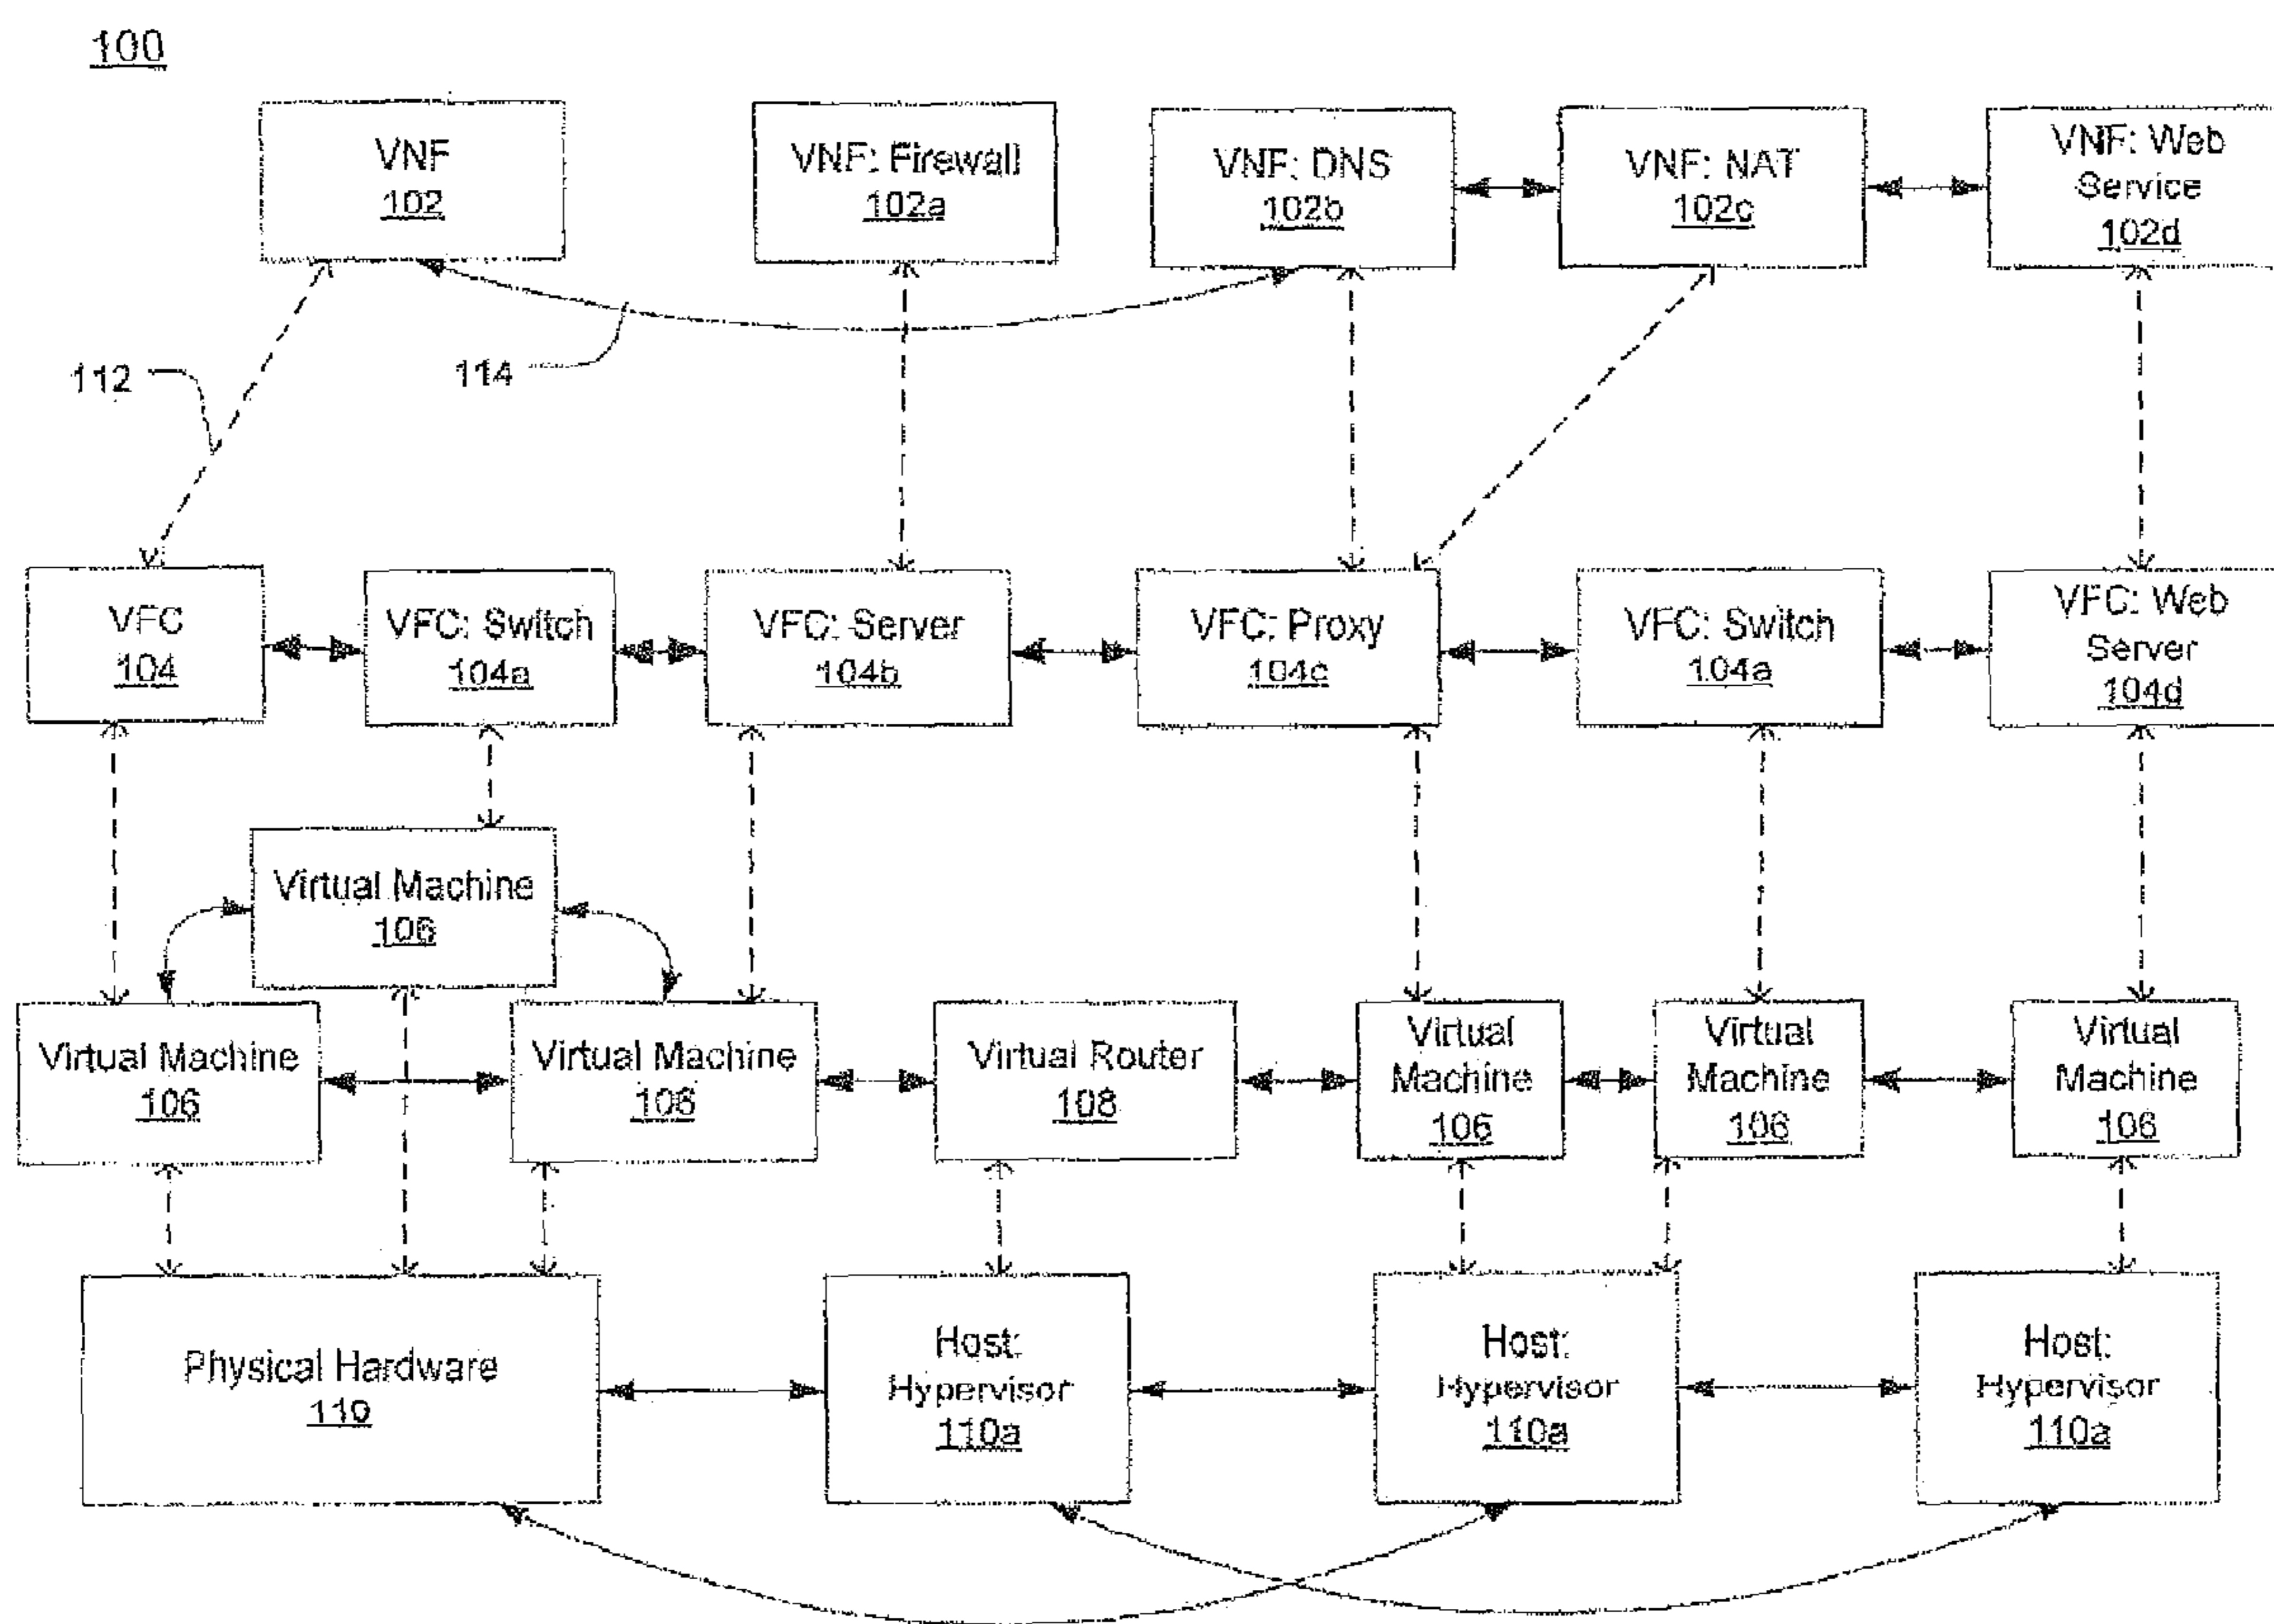 100
VNF
102
VNF: Firewall
102a
VNF: DNS
102b
VNF: NAT
102c
VNF: Web
Service
102d
112
114
VFC
104
VFC: Switch
104a
VFC: Server
104b
VFC: Proxy
104c
VFC: Switch
104a
VFC: Web
Server
104d
Virtual Machine
106
Virtual Machine
106
Virtual Machine
106
Virtual Router
108
Virtual
Machine
106
Virtual
Machine
106
Virtual
Machine
106
Physical Hardware
110
Host:
Hypervisor
110a
Host:
Hypervisor
110a
Host:
Hypervisor
110a